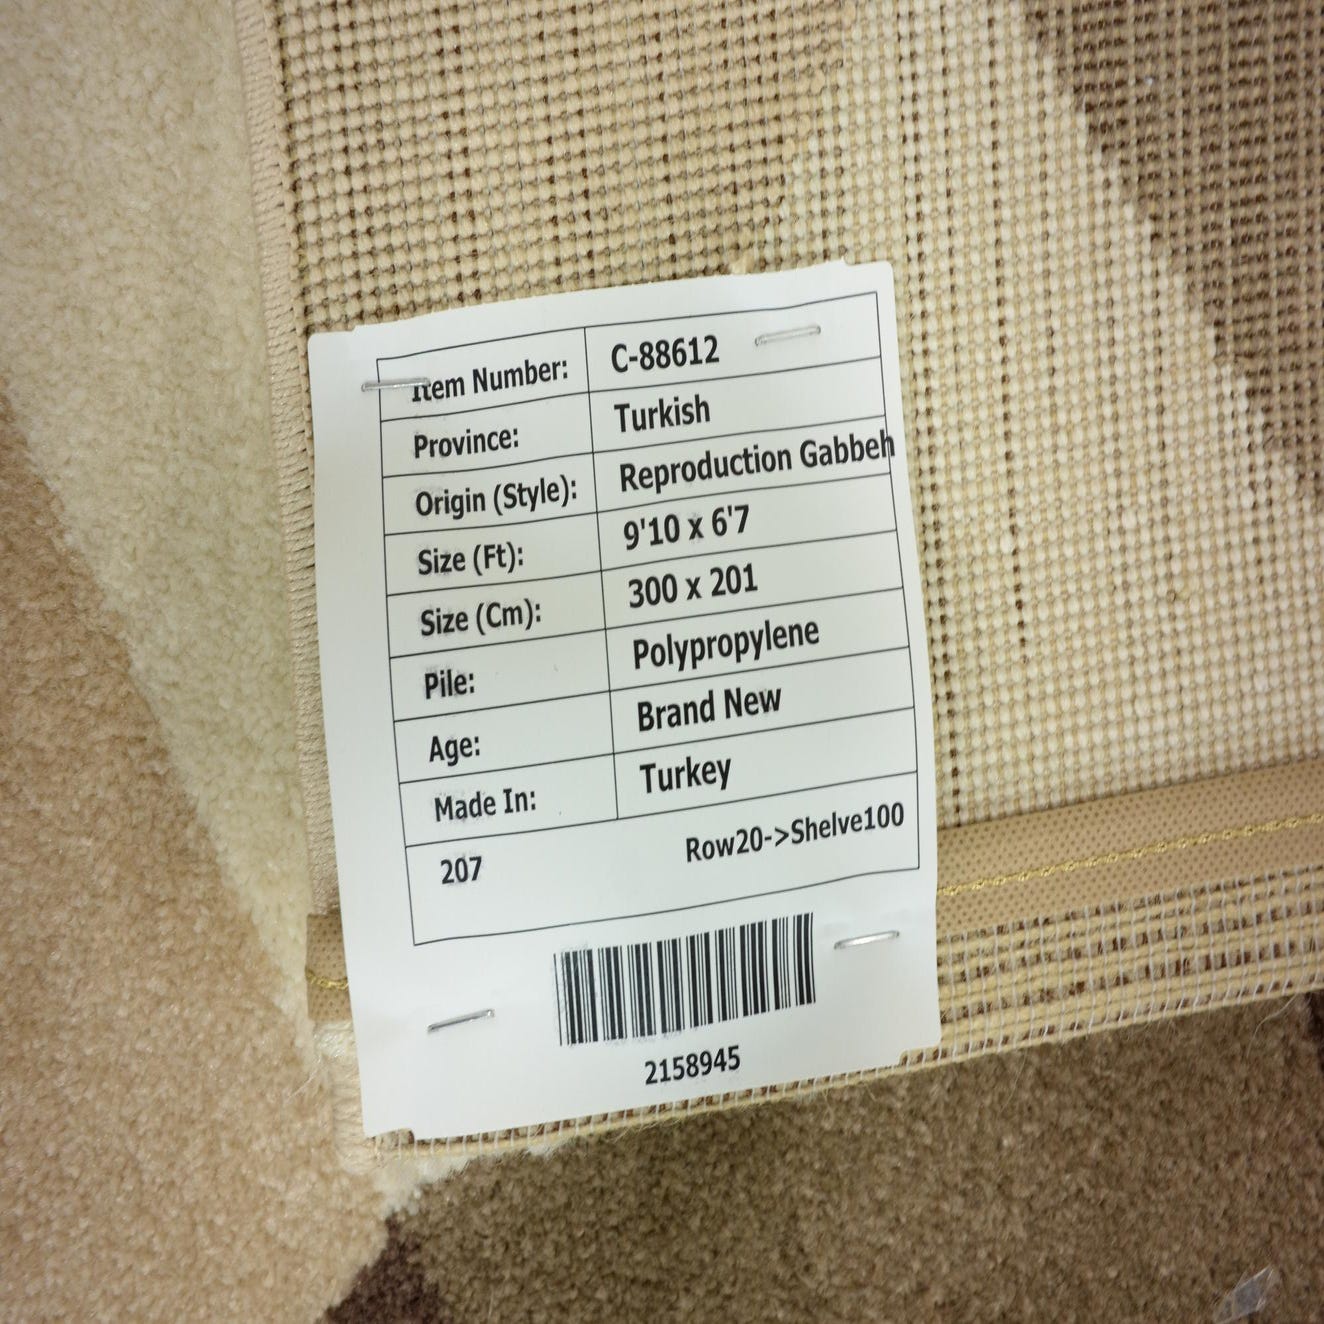 Item Number: C-88612
Province: Turkish
Origin (Style): Reproduction Gabbeh
Size (Ft): 9'10 x 6'7
Size (Cm): 300 x 201
Pile: Polypropylene
Age: Brand New
Made In: Turkey
207 Row20->Shelve100
2158945